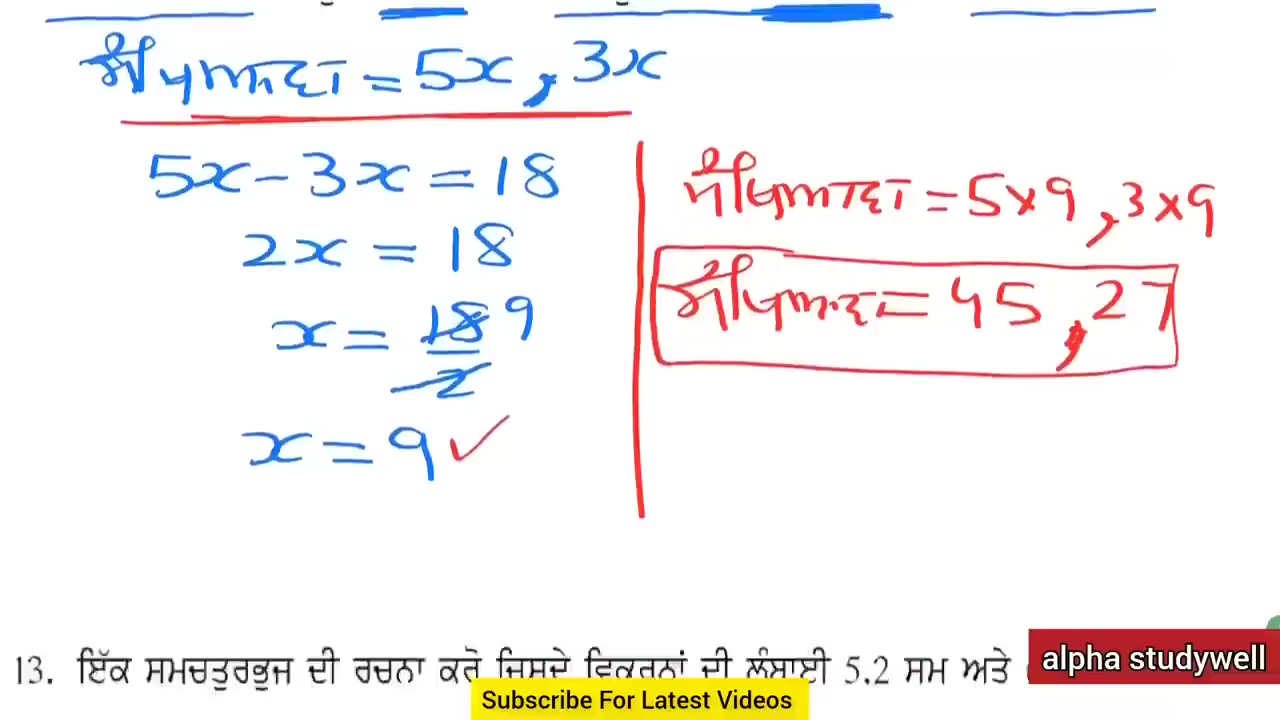 ਸੰਖਿਆਵਾਂ = 5x, 3x
5x - 3x = 18
2x = 18
x = 18/2 9
x = 9 ✓
ਸੰਖਿਆਵਾਂ = 5×9, 3×9
ਸੰਖਿਆਵਾਂ = 45, 27
13. ਇੱਕ ਸਮਚਤੁਰਭੁਜ ਦੀ ਰਚਨਾ ਕਰੋ ਜਿਸਦੇ ਵਿਕਰਨਾਂ ਦੀ ਲੰਬਾਈ 5.2 ਸਮ ਅਤੇ
alpha studywell
Subscribe For Latest Videos